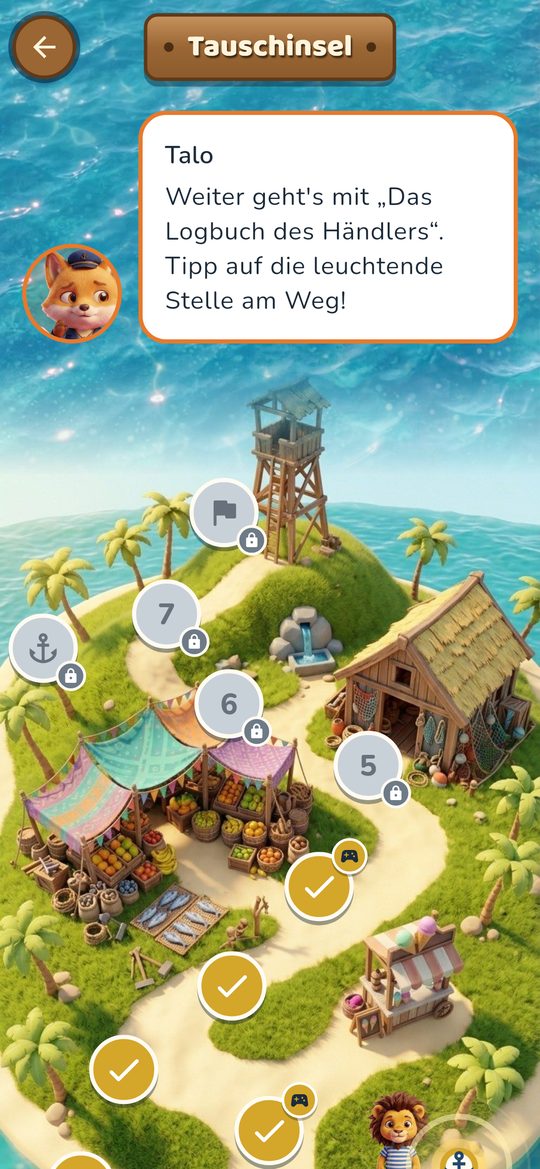 Tauschinsel
Talo
Weiter geht's mit „Das
Logbuch des Händlers“.
Tipp auf die leuchtende
Stelle am Weg!
7
6
5